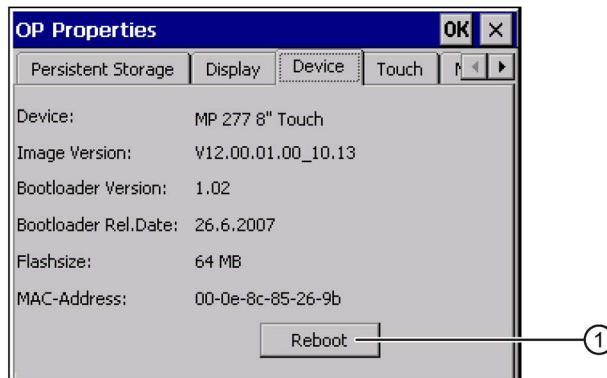 OP Properties OK ×
Persistent Storage Display Device Touch
Device: MP 277 8" Touch
Image Version: V12.00.01.00_10.13
Bootloader Version: 1.02
Bootloader Rel.Date: 26.6.2007
Flashsize: 64 MB
MAC-Address: 00-0e-8c-85-26-9b
Reboot 1